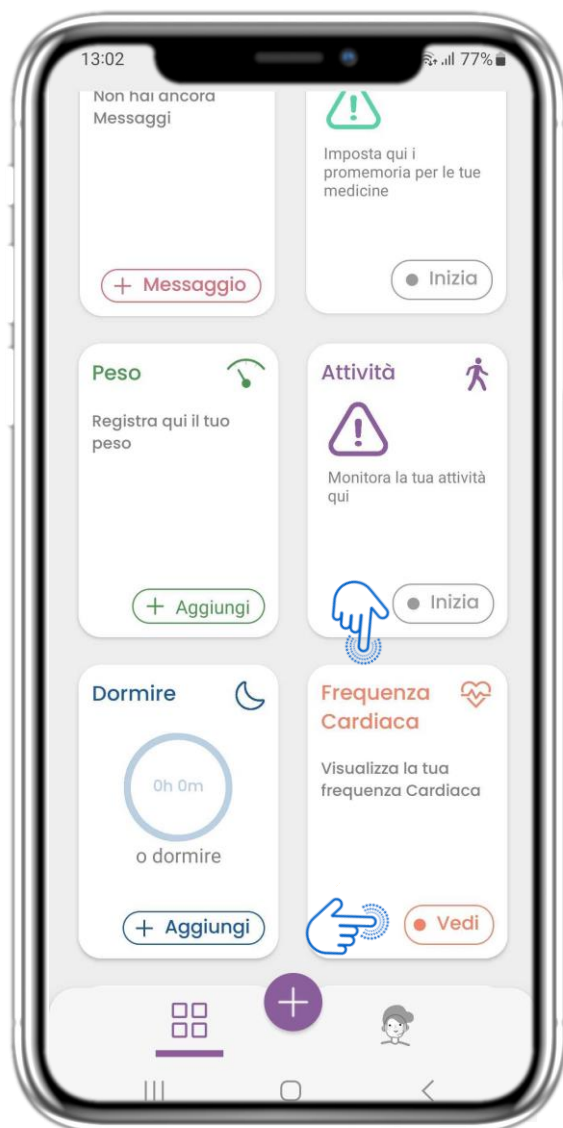 13:02
77%
Non hai ancora
Messaggi
+ Messaggio
Imposta qui i
promemoria per le tue
medicine
Inizia
Peso
Registra qui il tuo
peso
+ Aggiungi
Attività
Monitora la tua attività
qui
Inizia
Dormire
0h 0m
o dormire
+ Aggiungi
Frequenza
Cardiaca
Visualizza la tua
frequenza Cardiaca
Vedi